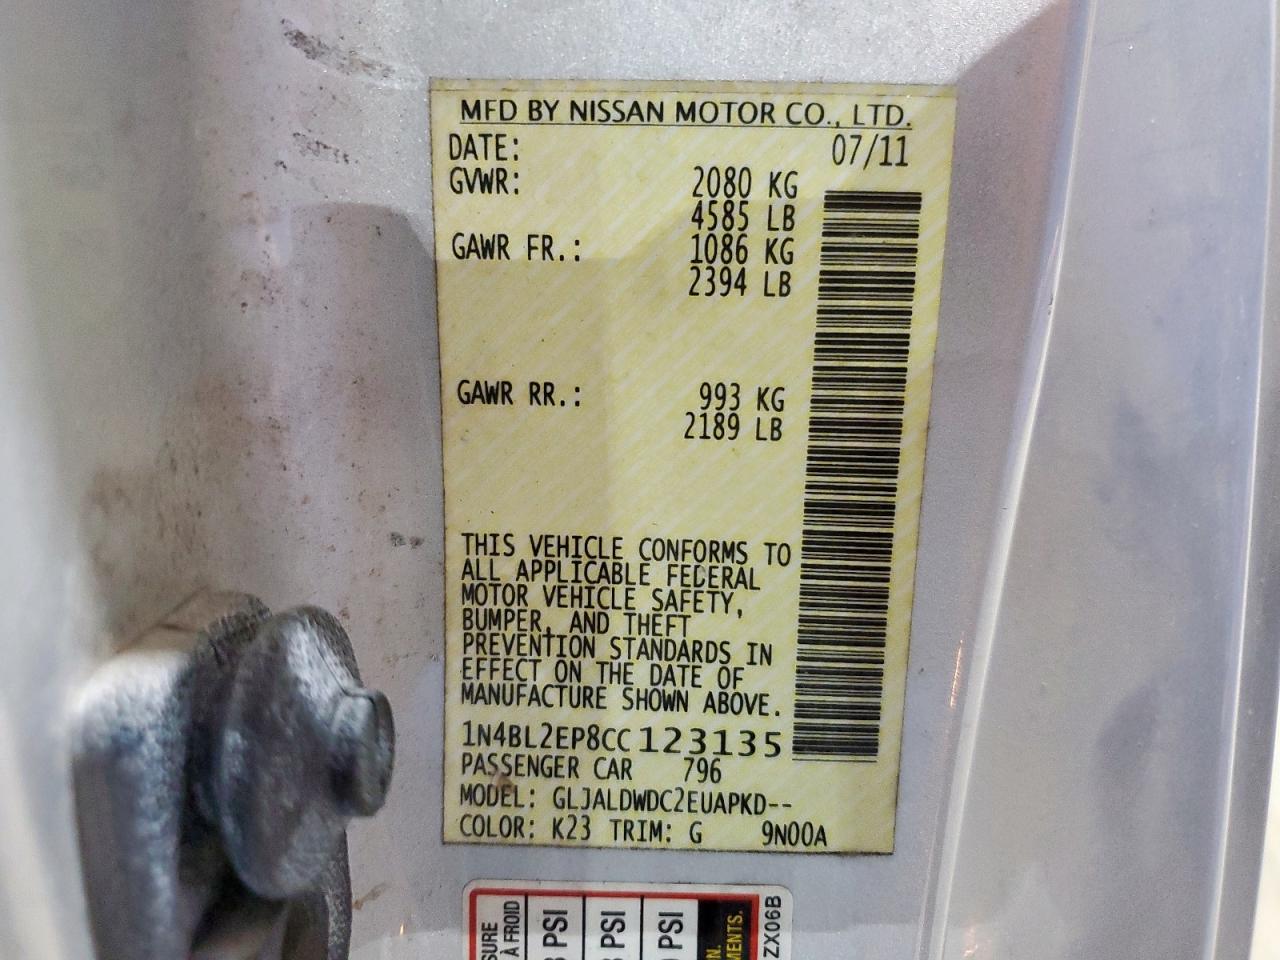 MFD BY NISSAN MOTOR CO., LTD.
DATE: 07/11
GVWR: 2080 KG
4585 LB
GAWR FR.: 1086 KG
2394 LB
GAWR RR.: 993 KG
2189 LB
THIS VEHICLE CONFORMS TO
ALL APPLICABLE FEDERAL
MOTOR VEHICLE SAFETY,
BUMPER, AND THEFT
PREVENTION STANDARDS IN
EFFECT ON THE DATE OF
MANUFACTURE SHOWN ABOVE.
1N4BL2EP8CC123135
PASSENGER CAR 796
MODEL: GLJALDWDC2EUAPKD--
COLOR: K23 TRIM: G 9N00A
À FROID
PSI
PSI
PSI
ZX06B